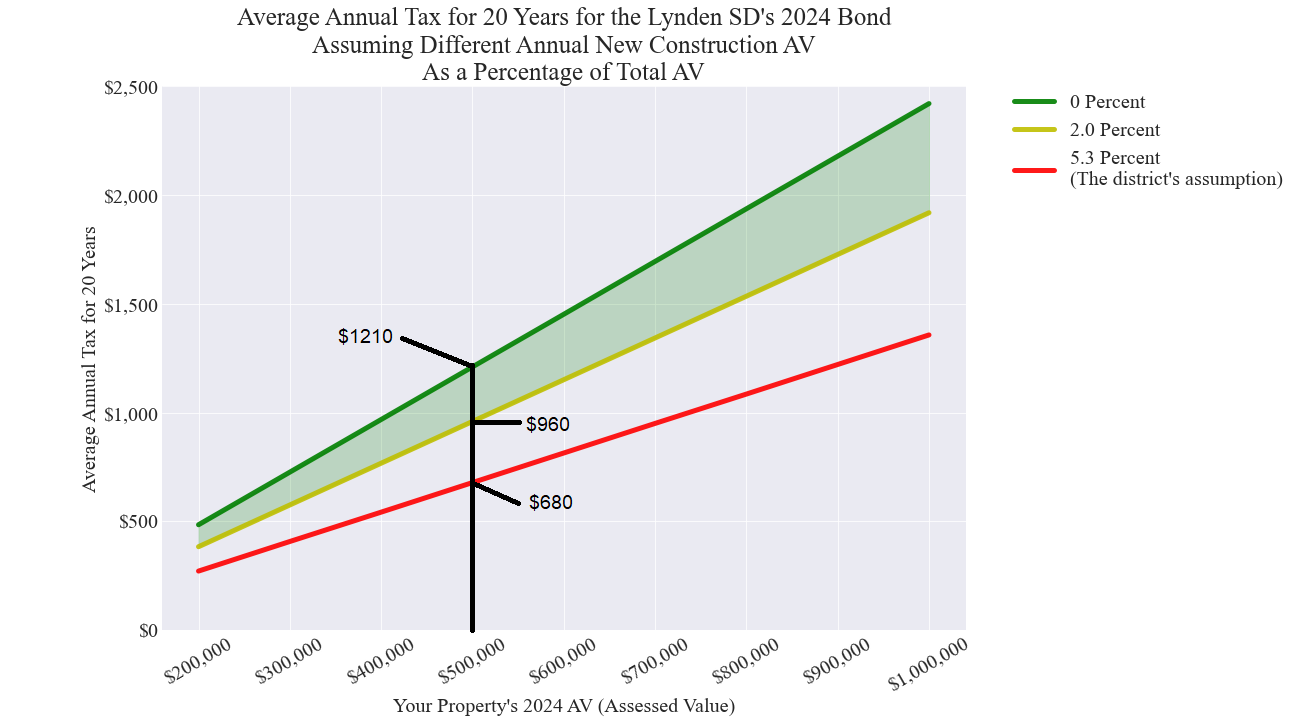 Average Annual Tax for 20 Years for the Lynden SD's 2024 Bond
Assuming Different Annual New Construction AV
As a Percentage of Total AV
$2,500
$2,000
$1,500
$1,000
$500
$0
Average Annual Tax for 20 Years
$1210
$960
$680
$200,000
$300,000
$400,000
$500,000
$600,000
$700,000
$800,000
$900,000
$1,000,000
Your Property's 2024 AV (Assessed Value)
0 Percent
2.0 Percent
5.3 Percent
(The district's assumption)